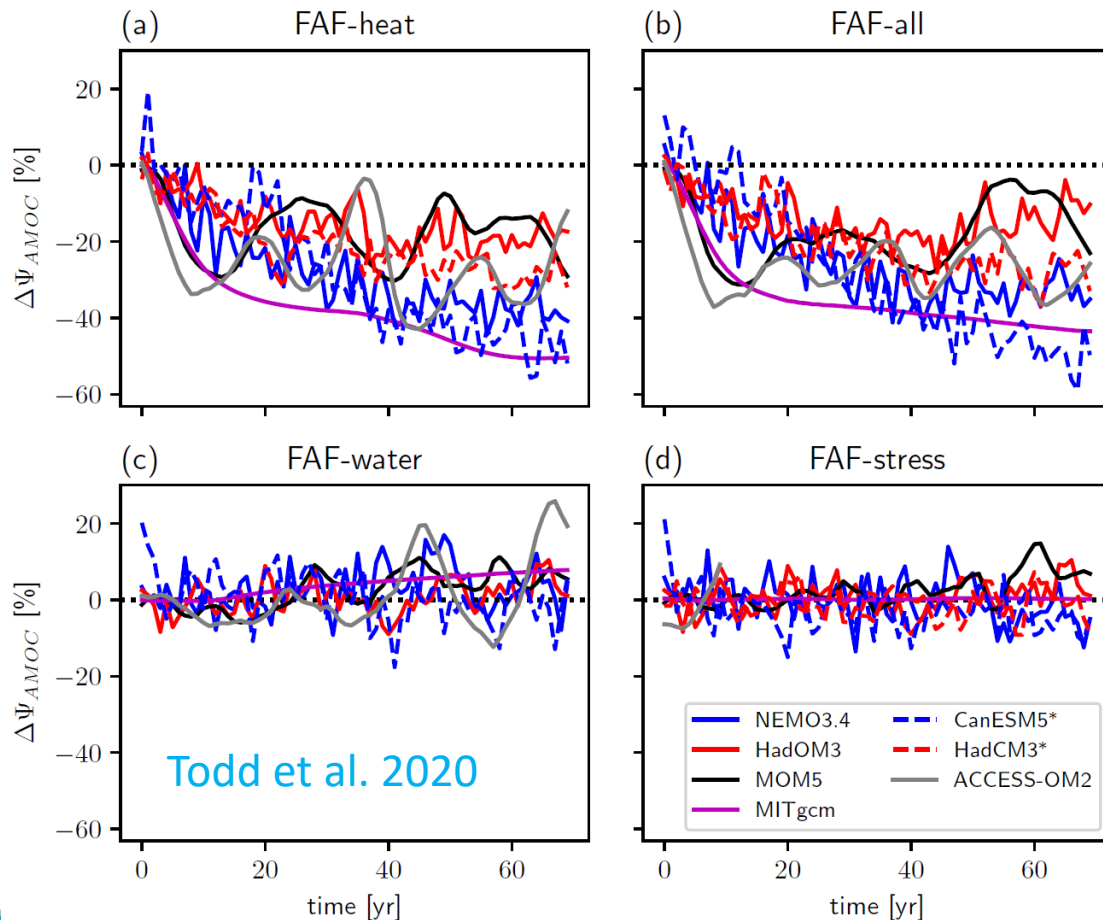 (a) FAF-heat
(b) FAF-all
ΔΨ_AMOC [%]
20
0
−20
−40
−60
(c) FAF-water
(d) FAF-stress
ΔΨ_AMOC [%]
20
0
−20
−40
−60
Todd et al. 2020
NEMO3.4
HadOM3
MOM5
MITgcm
CanESM5*
HadCM3*
ACCESS-OM2
0 20 40 60
time [yr]
0 20 40 60
time [yr]